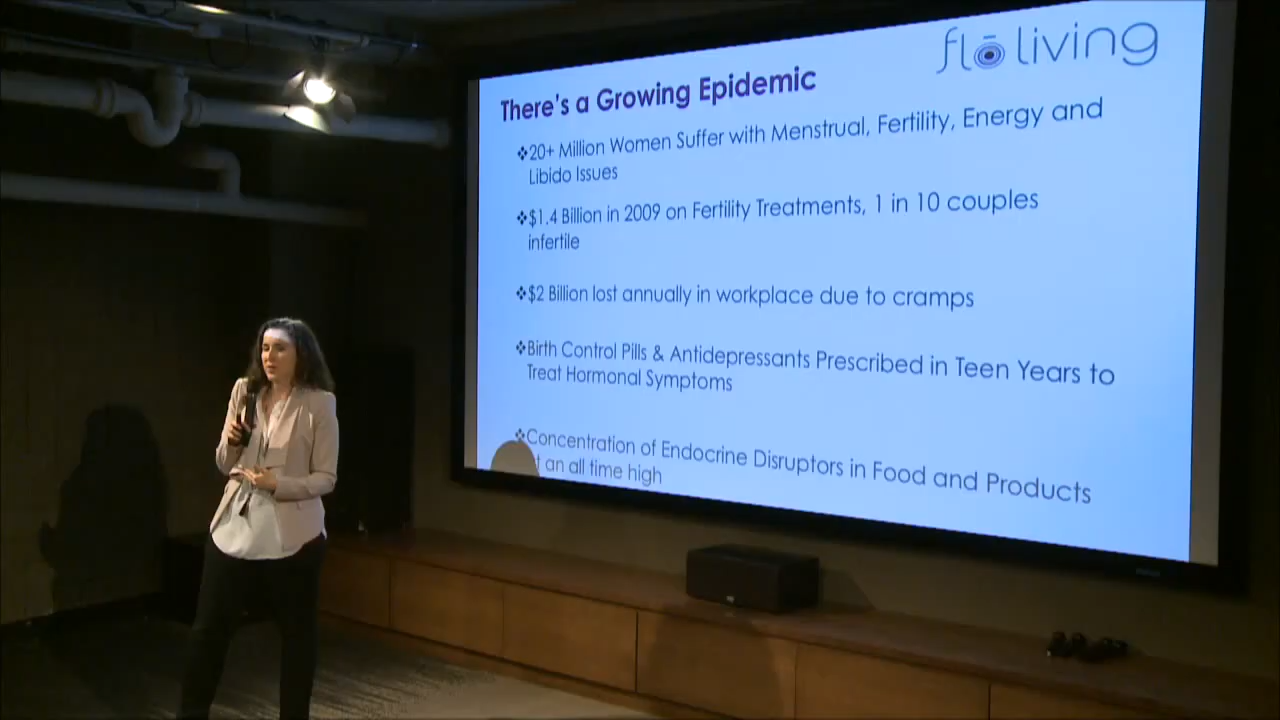 flō living
There's a Growing Epidemic
❖20+ Million Women Suffer with Menstrual, Fertility, Energy and
Libido Issues
❖$1.4 Billion in 2009 on Fertility Treatments, 1 in 10 couples
infertile
❖$2 Billion lost annually in workplace due to cramps
❖Birth Control Pills & Antidepressants Prescribed in Teen Years to
Treat Hormonal Symptoms
❖Concentration of Endocrine Disruptors in Food and Products
an all time high